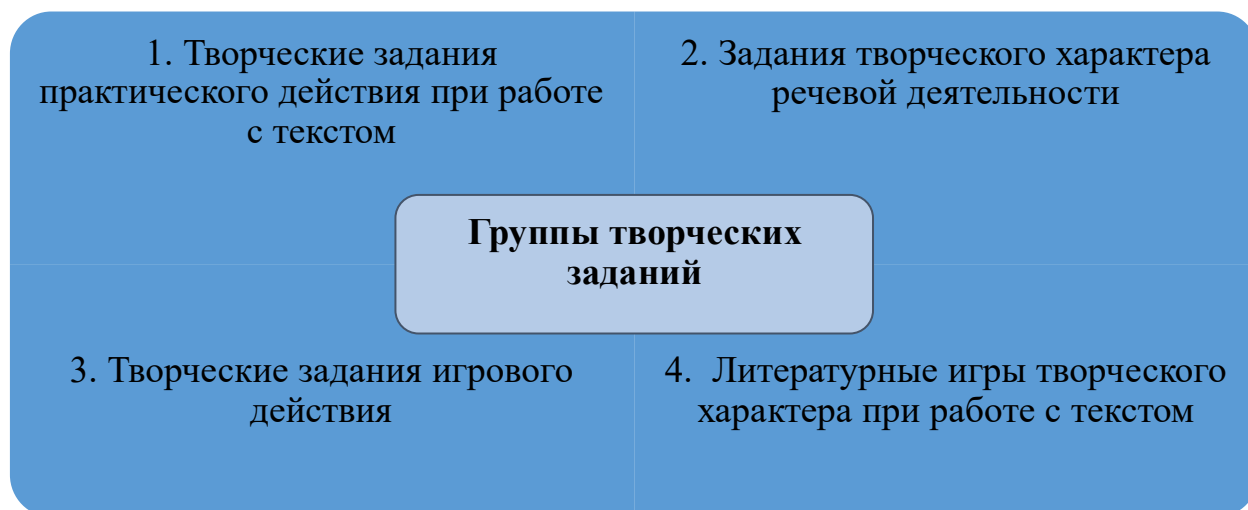 1. Творческие задания
практического действия при работе
с текстом
2. Задания творческого характера
речевой деятельности
Группы творческих
заданий
3. Творческие задания игрового
действия
4. Литературные игры творческого
характера при работе с текстом